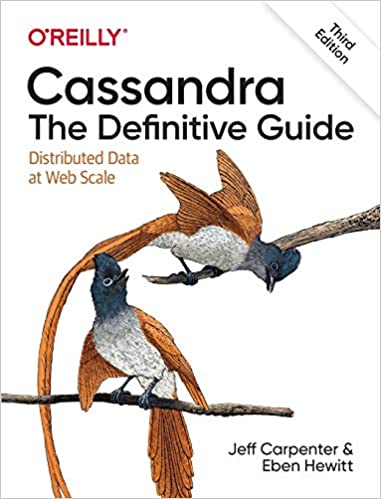 O'REILLY®
Third
Edition
Cassandra
The Definitive Guide
Distributed Data
at Web Scale
Jeff Carpenter &
Eben Hewitt